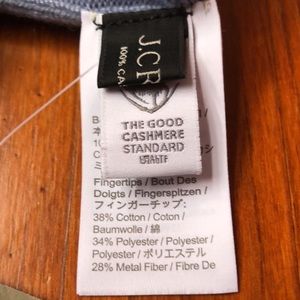 J.CR
100% CA
THE GOOD
CASHMERE
STANDARD
Fingertips / Bout Des
Doigts / Fingerspitzen /
フィンガーチップ:
38% Cotton / Coton /
Baumwolle / 綿
34% Polyester / Polyester /
Polyester / ポリエステル
28% Metal Fiber / Fibre De